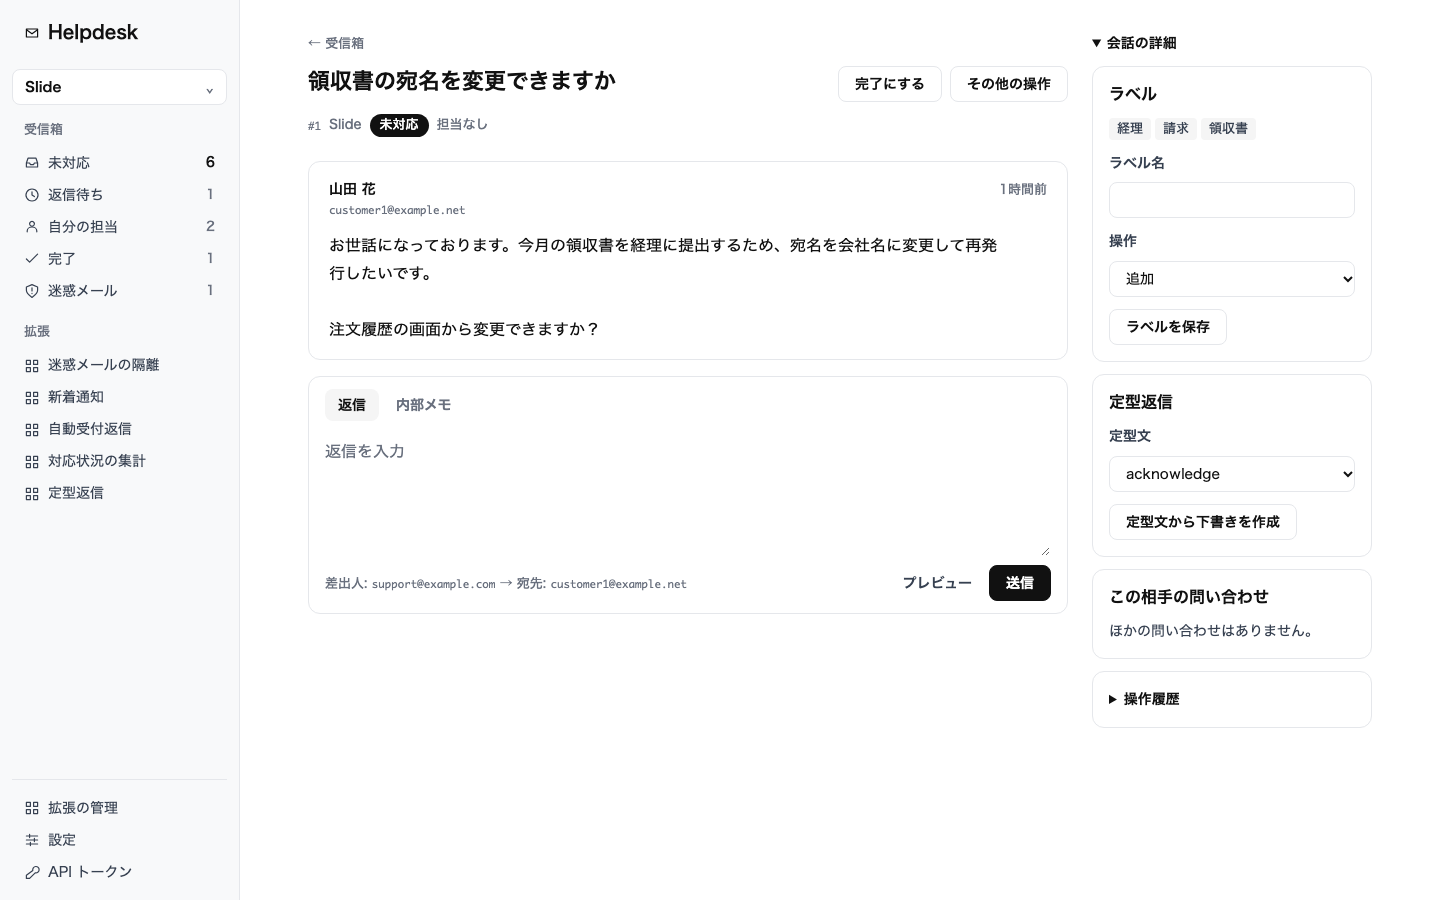 Helpdesk
Slide
受信箱
未対応 6
返信待ち 1
自分の担当 2
完了 1
迷惑メール 1
拡張
迷惑メールの隔離
新着通知
自動受付返信
対応状況の集計
定型返信
拡張の管理
設定
API トークン
← 受信箱
領収書の宛名を変更できますか
完了にする その他の操作
#1 Slide 未対応 担当なし
山田 花 1時間前
customer1@example.net
お世話になっております。今月の領収書を経理に提出するため、宛名を会社名に変更して再発
行したいです。
注文履歴の画面から変更できますか？
返信 内部メモ
返信を入力
差出人: support@example.com → 宛先: customer1@example.net プレビュー 送信
▼ 会話の詳細
ラベル
経理 請求 領収書
ラベル名
操作
追加
ラベルを保存
定型返信
定型文
acknowledge
定型文から下書きを作成
この相手の問い合わせ
ほかの問い合わせはありません。
▶ 操作履歴